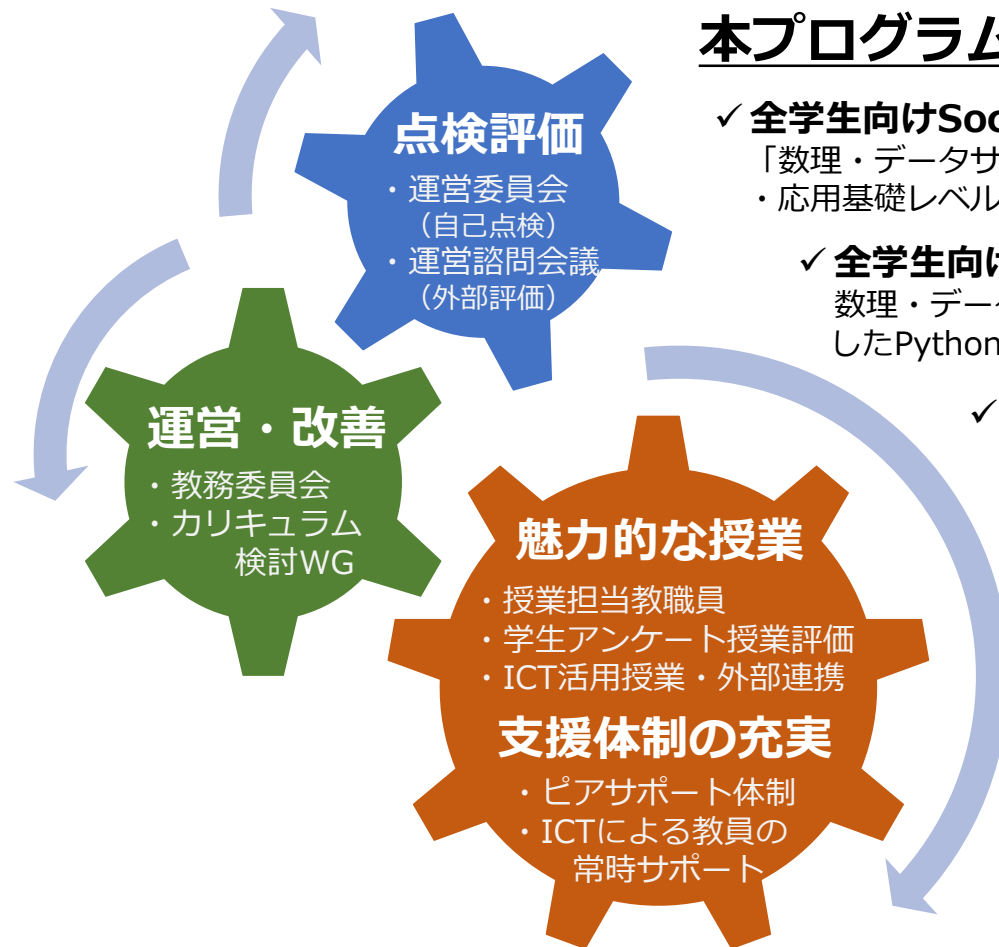 点検評価
・運営委員会
（自己点検）
・運営諮問会議
（外部評価）
運営・改善
・教務委員会
・カリキュラム
検討WG
魅力的な授業
・授業担当教職員
・学生アンケート授業評価
・ICT活用授業・外部連携
支援体制の充実
・ピアサポート体制
・ICTによる教員の
常時サポート
本プログラム
✓ 全学生向けSoc
「数理・データサ
・応用基礎レベル
✓ 全学生向け
数理・デー
したPython
✓